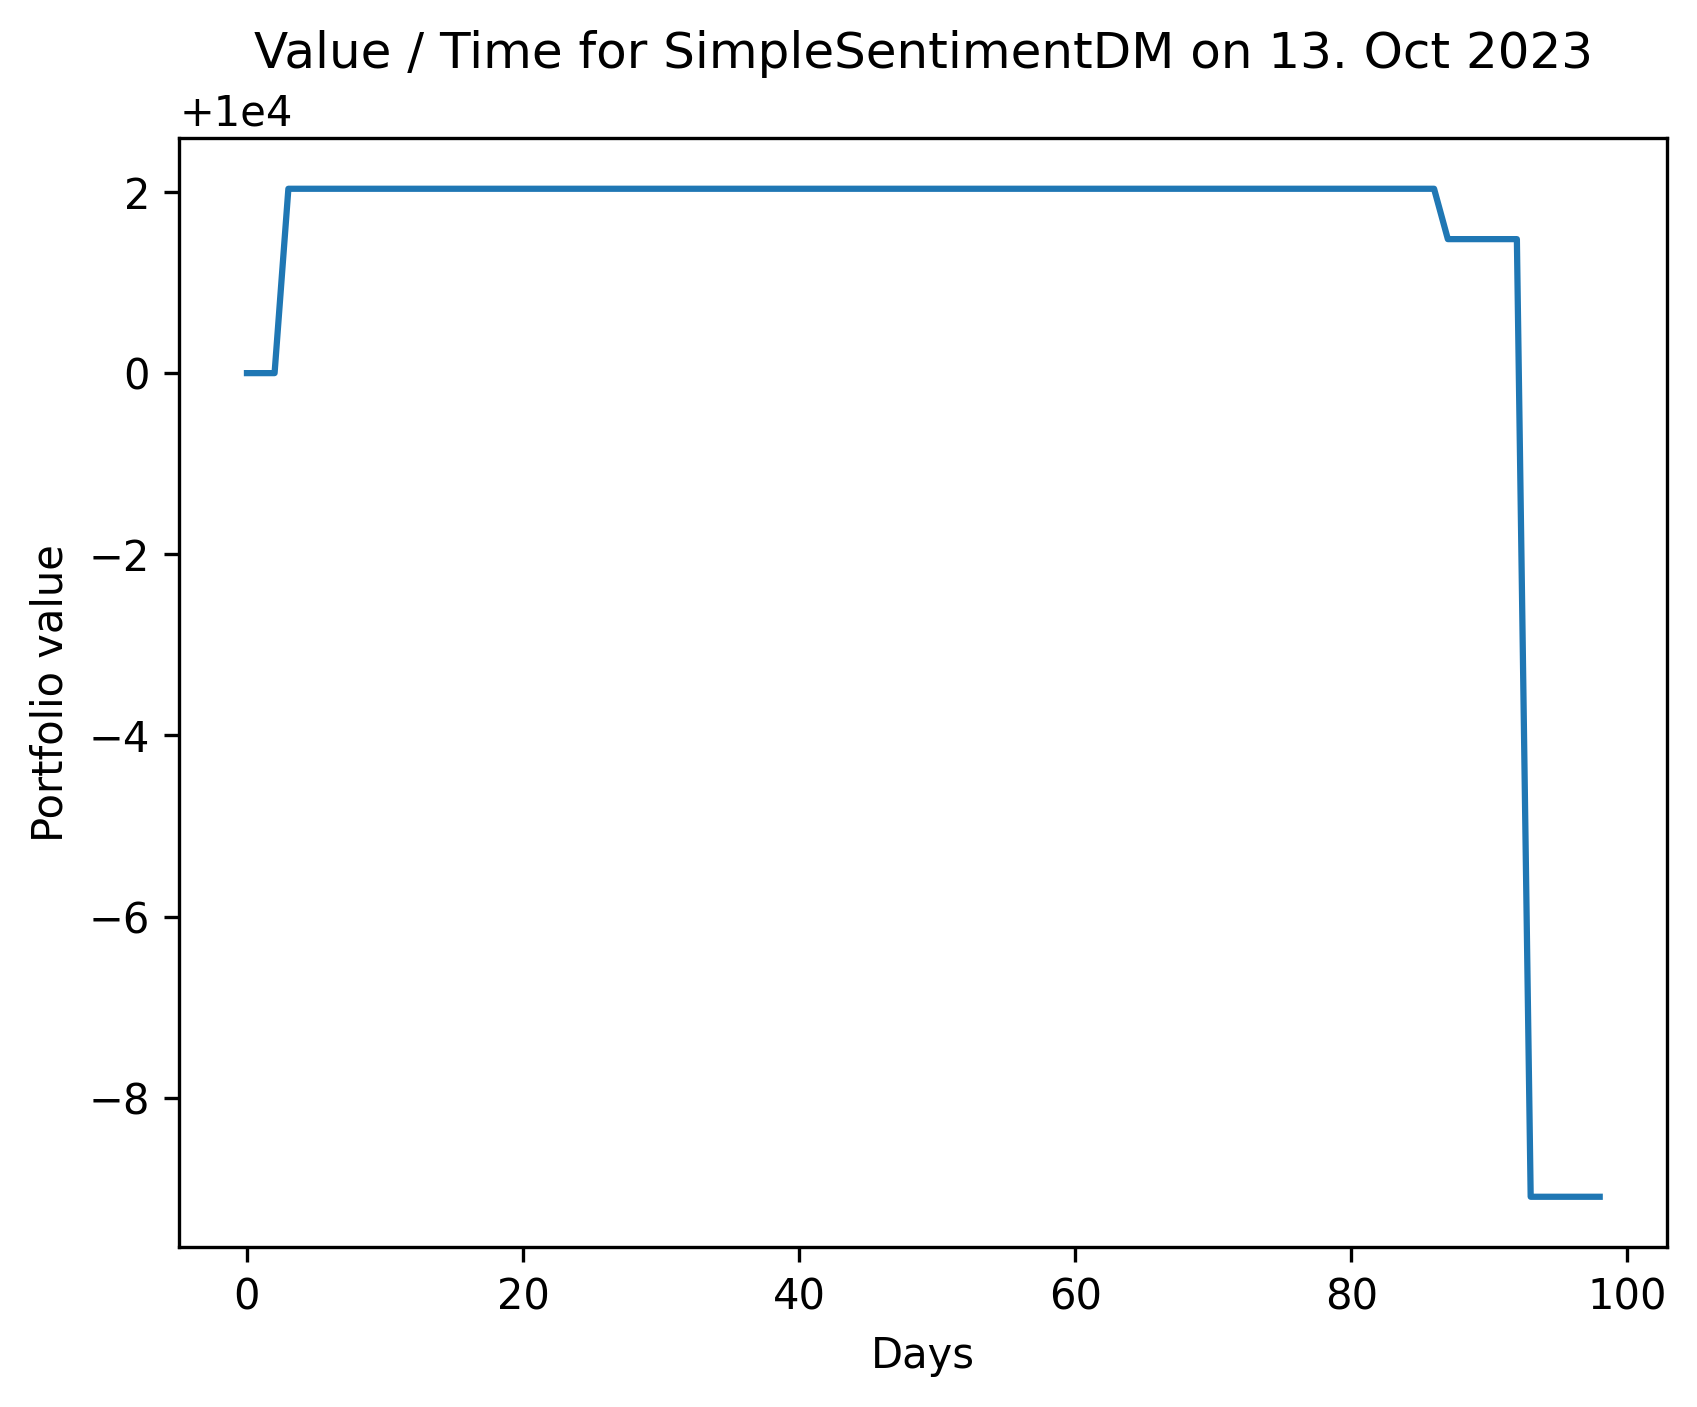 Value / Time for SimpleSentimentDM on 13. Oct 2023
+1e4
2
0
−2
−4
−6
−8
Portfolio value
0 20 40 60 80 100
Days